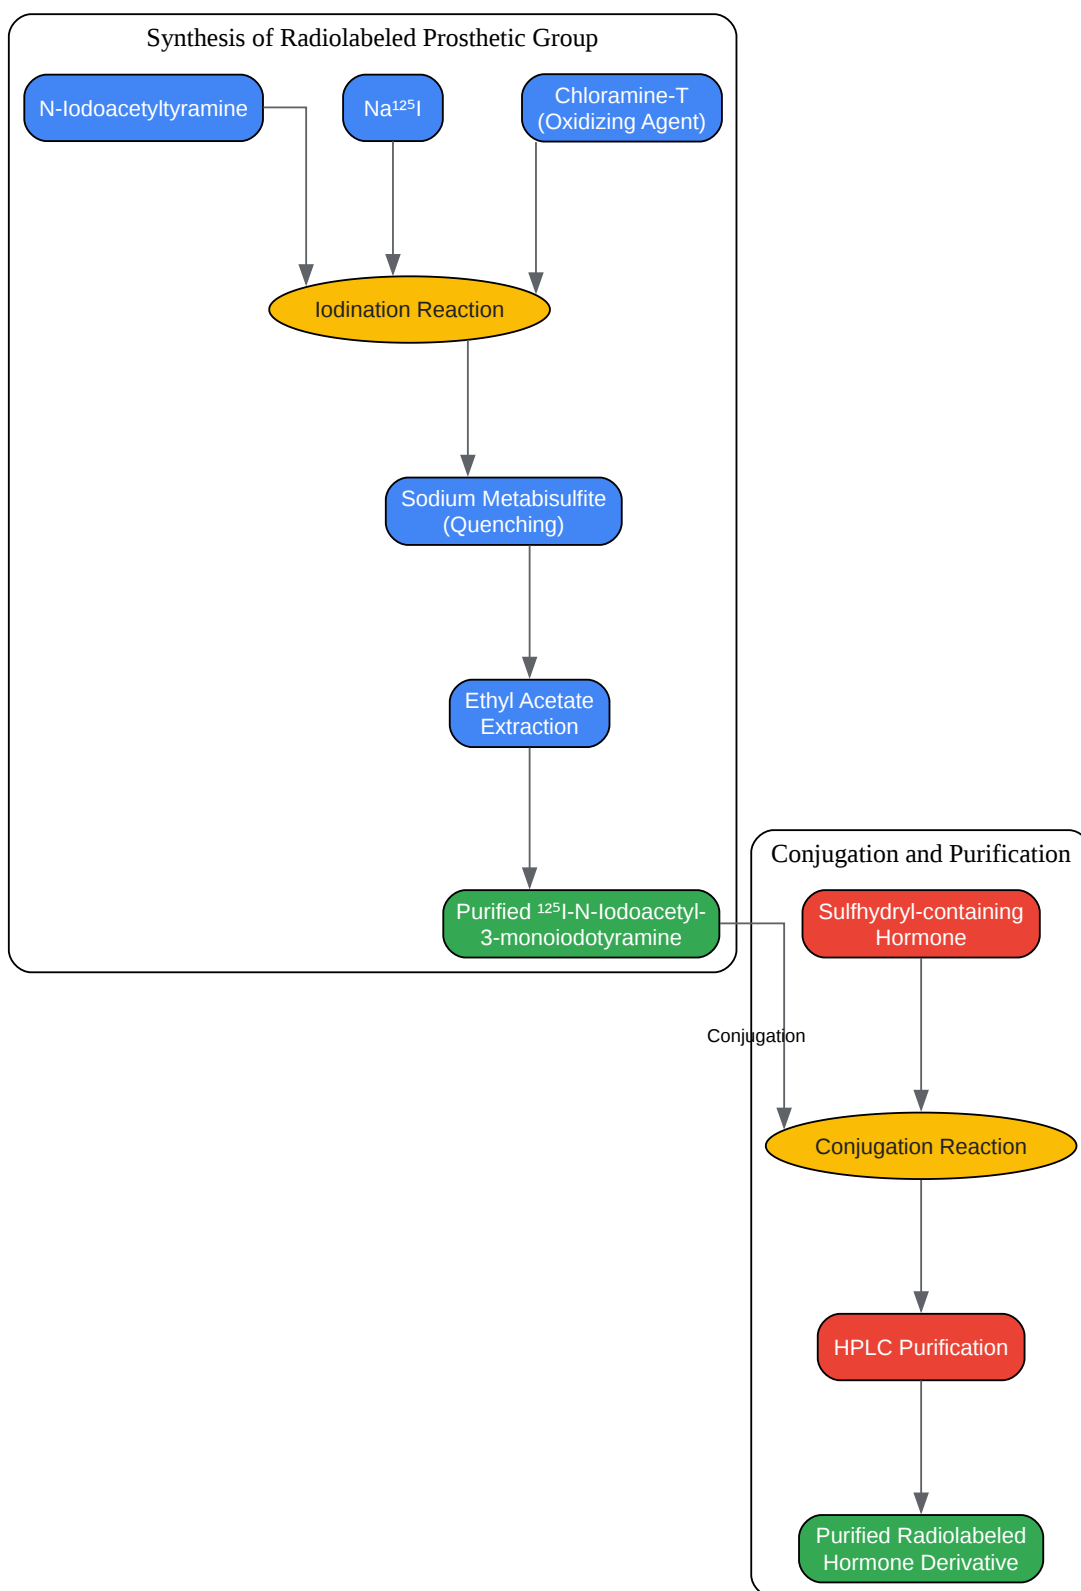 Synthesis of Radiolabeled Prosthetic Group
N-Iodoacetyltyramine
Na¹²⁵I
Chloramine-T
(Oxidizing Agent)
Iodination Reaction
Sodium Metabisulfite
(Quenching)
Ethyl Acetate
Extraction
Purified ¹²⁵I-N-Iodoacetyl-
3-monoiodotyramine
Conjugation and Purification
Sulfhydryl-containing
Hormone
Conjugation
Conjugation Reaction
HPLC Purification
Purified Radiolabeled
Hormone Derivative